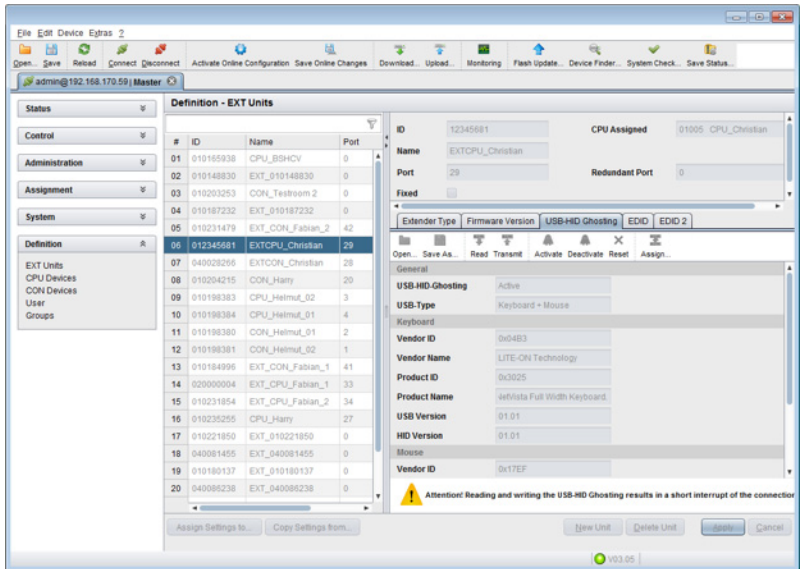 File Edit Device Extras ?
Open... Save Reload Connect Disconnect Activate Online Configuration Save Online Changes Download... Upload... Monitoring Flash Update... Device Finder... System Check... Save Status...
admin@192.168.170.59 | Master
Status
Control
Administration
Assignment
System
Definition
EXT Units
CPU Devices
CON Devices
User
Groups
Definition - EXT Units
# ID Name Port
01 010165938 CPU_BSHCV 0
02 010148830 EXT_010148830 0
03 010203253 CON_Testroom 2 0
04 010187232 EXT_010187232 0
05 010231479 EXT_CON_Fabian_2 42
06 012345681 EXTCPU_Christian 29
07 040028266 EXTCON_Christian 28
08 010204215 CON_Harry 20
09 010198383 CPU_Helmut_02 3
10 010198384 CPU_Helmut_01 4
11 010198380 CON_Helmut_01 2
12 010198381 CON_Helmut_02 1
13 010184996 EXT_CON_Fabian_1 41
14 020000004 EXT_CPU_Fabian_1 33
15 010231854 EXT_CPU_Fabian_2 34
16 010235255 CPU_Harry 27
17 010221850 EXT_010221850 0
18 040081455 EXT_040081455 0
19 010180137 EXT_010180137 0
20 040086238 EXT_040086238 0
Assign Settings to... Copy Settings from...
ID 12345681 CPU Assigned 01005 CPU_Christian
Name EXTCPU_Christian
Port 29 Redundant Port 0
Fixed
Extender Type Firmware Version USB-HID Ghosting EDID EDID 2
Open... Save As... Read Transmit Activate Deactivate Reset Assign...
General
USB-HID-Ghosting Active
USB-Type Keyboard + Mouse
Keyboard
Vendor ID 0x04B3
Vendor Name LITE-ON Technology
Product ID 0x3025
Product Name NetVista Full Width Keyboard.
USB Version 01.01
HID Version 01.01
Mouse
Vendor ID 0x17EF
Attention! Reading and writing the USB-HID Ghosting results in a short interrupt of the connection
New Unit Delete Unit Apply Cancel
V03.05